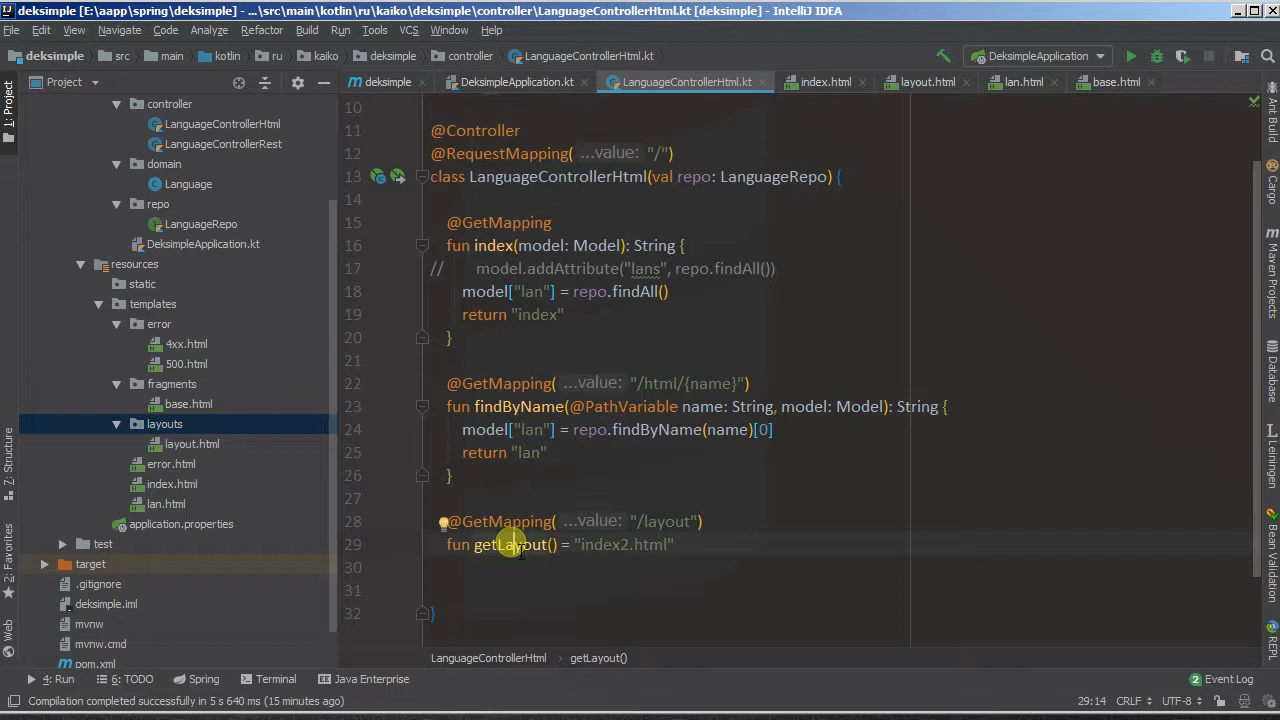 deksimple [E:\aapp\spring\deksimple] - ...\src\main\kotlin\ru\kaiko\deksimple\controller\LanguageControllerHtml.kt [deksimple] - IntelliJ IDEA
File Edit View Navigate Code Analyze Refactor Build Run Tools VCS Window Help
deksimple src main kotlin ru kaiko deksimple controller LanguageControllerHtml.kt DeksimpleApplication
Project deksimple DeksimpleApplication.kt LanguageControllerHtml.kt index.html layout.html lan.html base.html
controller
LanguageControllerHtml
LanguageControllerRest
domain
Language
repo
LanguageRepo
DeksimpleApplication.kt
resources
static
templates
error
4xx.html
500.html
fragments
base.html
layouts
layout.html
error.html
index.html
lan.html
application.properties
test
target
.gitignore
deksimple.iml
mvnw
mvnw.cmd
pom.xml
10
11 @Controller
12 @RequestMapping( ...value: "/")
13 class LanguageControllerHtml(val repo: LanguageRepo) {
14
15 @GetMapping
16 fun index(model: Model): String {
17 // model.addAttribute("lans", repo.findAll())
18 model["lan"] = repo.findAll()
19 return "index"
20 }
21
22 @GetMapping( ...value: "/html/{name}")
23 fun findByName(@PathVariable name: String, model: Model): String {
24 model["lan"] = repo.findByName(name)[0]
25 return "lan"
26 }
27
28 @GetMapping( ...value: "/layout")
29 fun getLayout() = "index2.html"
30
31
32 }
LanguageControllerHtml getLayout()
1: Project
Z: Structure
2: Favorites
Web
Ant Build
Cargo
Maven Projects
Database
Leiningen
Bean Validation
REPL
4: Run 6: TODO Spring Terminal Java Enterprise 2 Event Log
Compilation completed successfully in 5 s 640 ms (15 minutes ago) 29:14 CRLF UTF-8